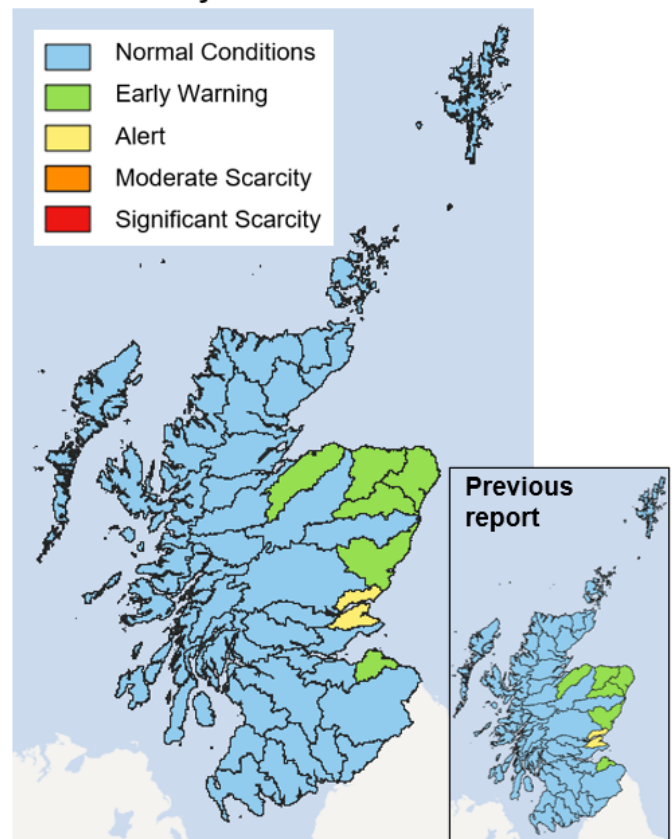 Normal Conditions
Early Warning
Alert
Moderate Scarcity
Significant Scarcity
Previous
report